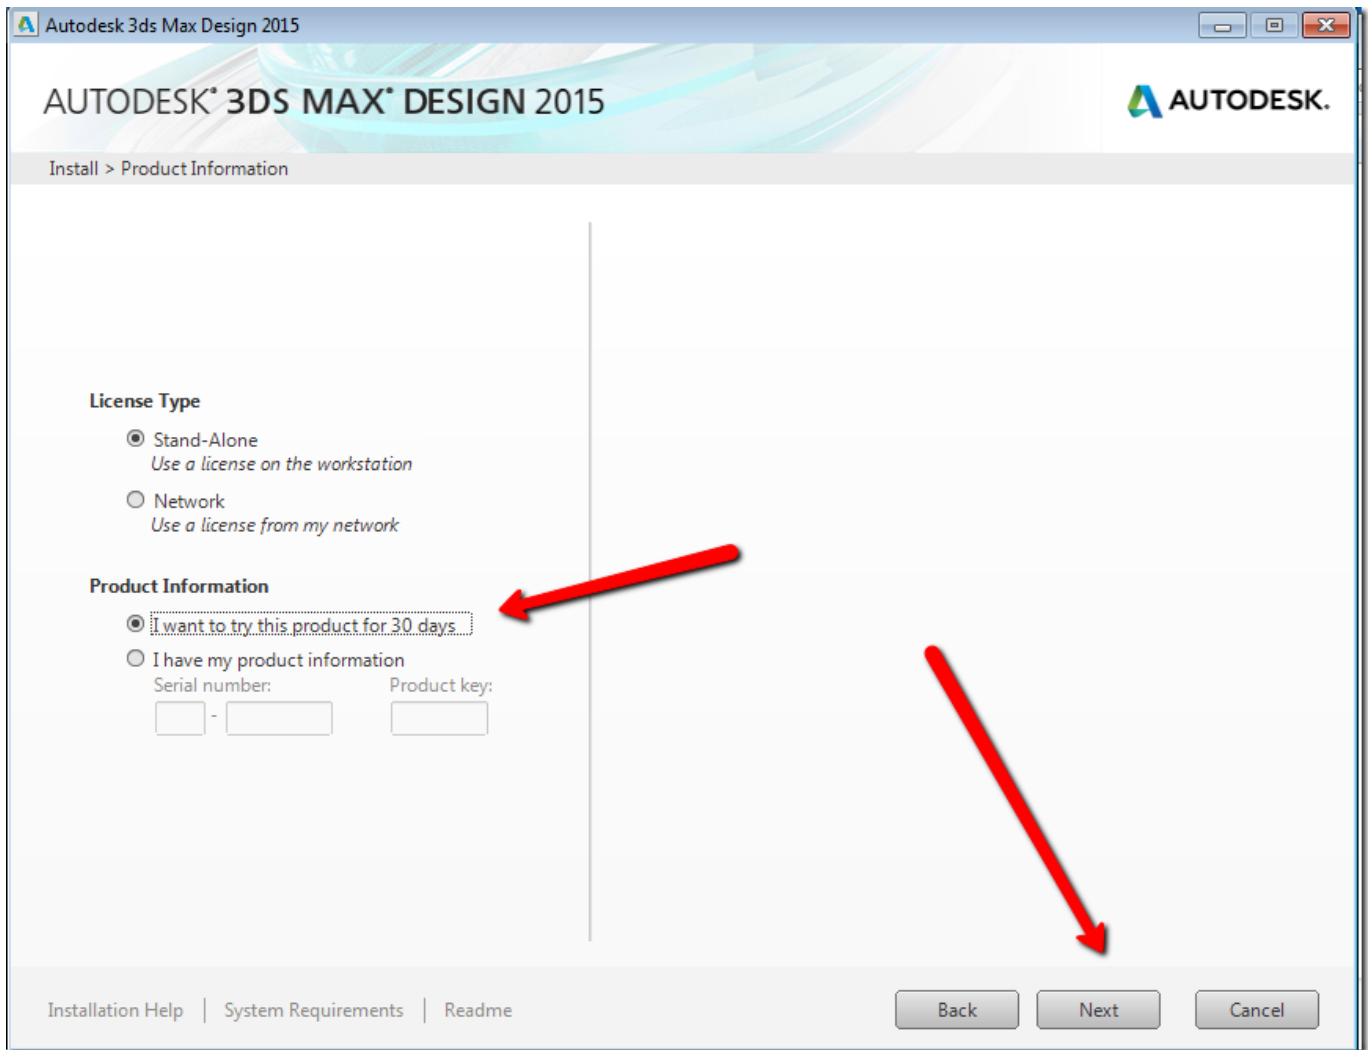 Autodesk 3ds Max Design 2015
AUTODESK® 3DS MAX® DESIGN 2015
AUTODESK.
Install > Product Information
License Type
Stand-Alone
Use a license on the workstation
Network
Use a license from my network
Product Information
I want to try this product for 30 days
I have my product information
Serial number: Product key:
-
Installation Help | System Requirements | Readme
Back Next Cancel